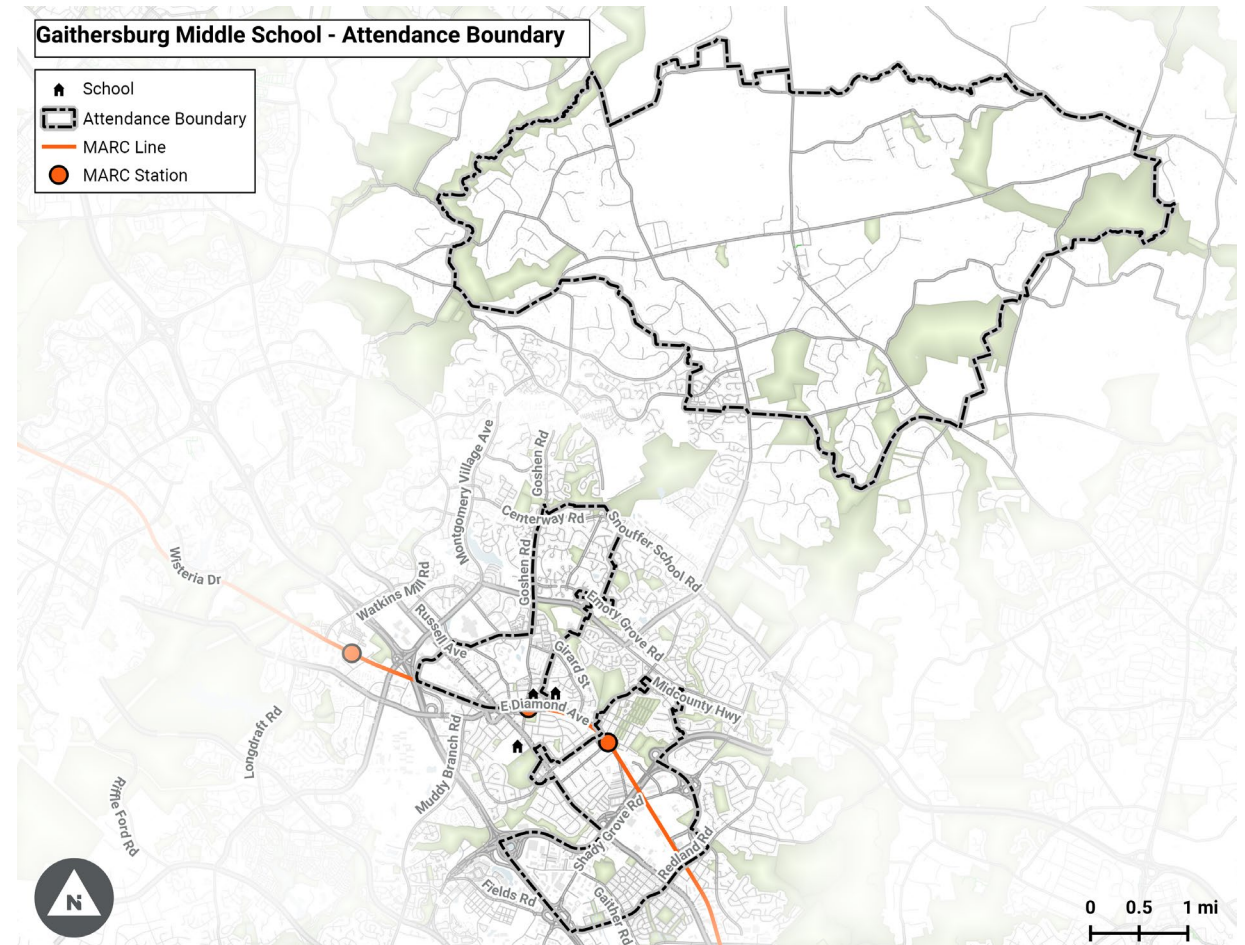 Gaithersburg Middle School - Attendance Boundary
School
Attendance Boundary
MARC Line
MARC Station
Montgomery Village Ave
Goshen Rd
Centerway Rd
Snouffer School Rd
Goshen Rd
Wisteria Dr
Watkins Mill Rd
Russell Ave
Emory Grove Rd
Girard St
Midcounty Hwy
E Diamond Ave
Longdraft Rd
Muddy Branch Rd
Riffle Ford Rd
Shady Grove Rd
Redland Rd
Fields Rd
Gaither Rd
N
0 0.5 1 mi